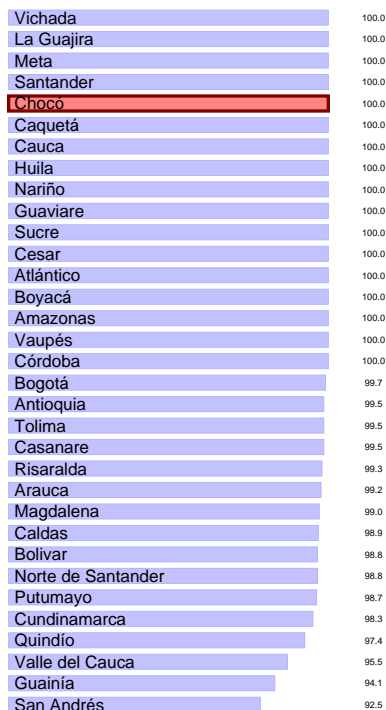 Vichada 100.0
La Guajira 100.0
Meta 100.0
Santander 100.0
Chocó 100.0
Caquetá 100.0
Cauca 100.0
Huila 100.0
Nariño 100.0
Guaviare 100.0
Sucre 100.0
Cesar 100.0
Atlántico 100.0
Boyacá 100.0
Amazonas 100.0
Vaupés 100.0
Córdoba 100.0
Bogotá 99.7
Antioquia 99.5
Tolima 99.5
Casanare 99.5
Risaralda 99.3
Arauca 99.2
Magdalena 99.0
Caldas 98.9
Bolivar 98.8
Norte de Santander 98.8
Putumayo 98.7
Cundinamarca 98.3
Quindío 97.4
Valle del Cauca 95.5
Guainía 94.1
San Andrés 92.5